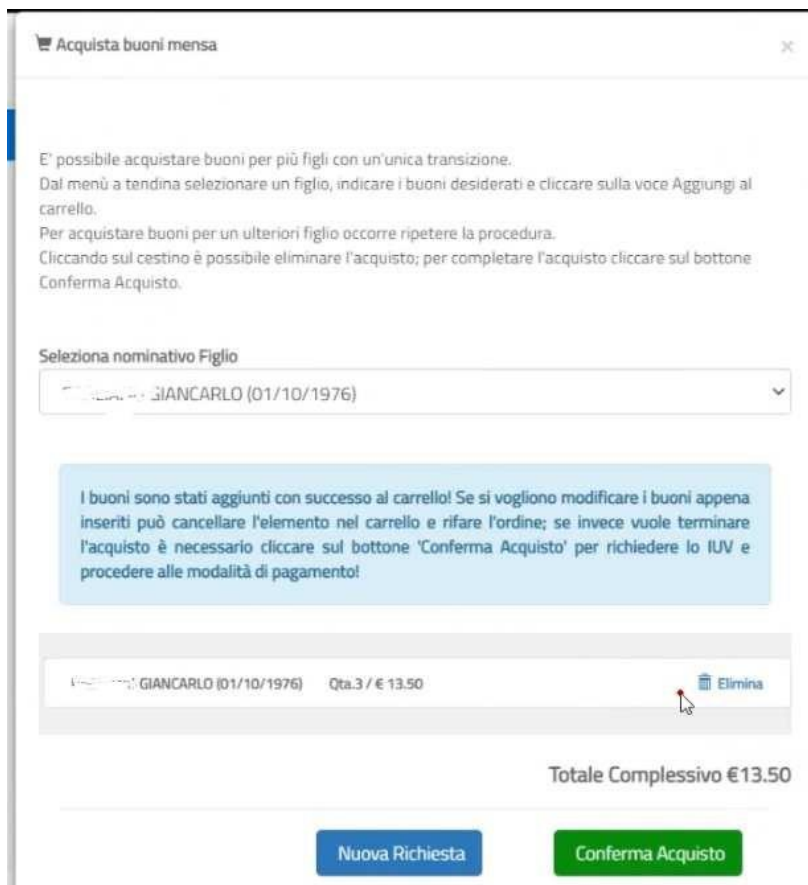 Acquista buoni mensa
×
E' possibile acquistare buoni per più figli con un'unica transizione.
Dal menù a tendina selezionare un figlio, indicare i buoni desiderati e cliccare sulla voce Aggiungi al
carrello.
Per acquistare buoni per un ulteriori figlio occorre ripetere la procedura.
Cliccando sul cestino è possibile eliminare l'acquisto; per completare l'acquisto cliccare sul bottone
Conferma Acquisto.
Seleziona nominativo Figlio
GIANCARLO (01/10/1976)
I buoni sono stati aggiunti con successo al carrello! Se si vogliono modificare i buoni appena
inseriti può cancellare l'elemento nel carrello e rifare l'ordine; se invece vuole terminare
l'acquisto è necessario cliccare sul bottone 'Conferma Acquisto' per richiedere lo IUV e
procedere alle modalità di pagamento!
GIANCARLO (01/10/1976) Qta.3 / € 13.50 Elimina
Totale Complessivo €13.50
Nuova Richiesta Conferma Acquisto